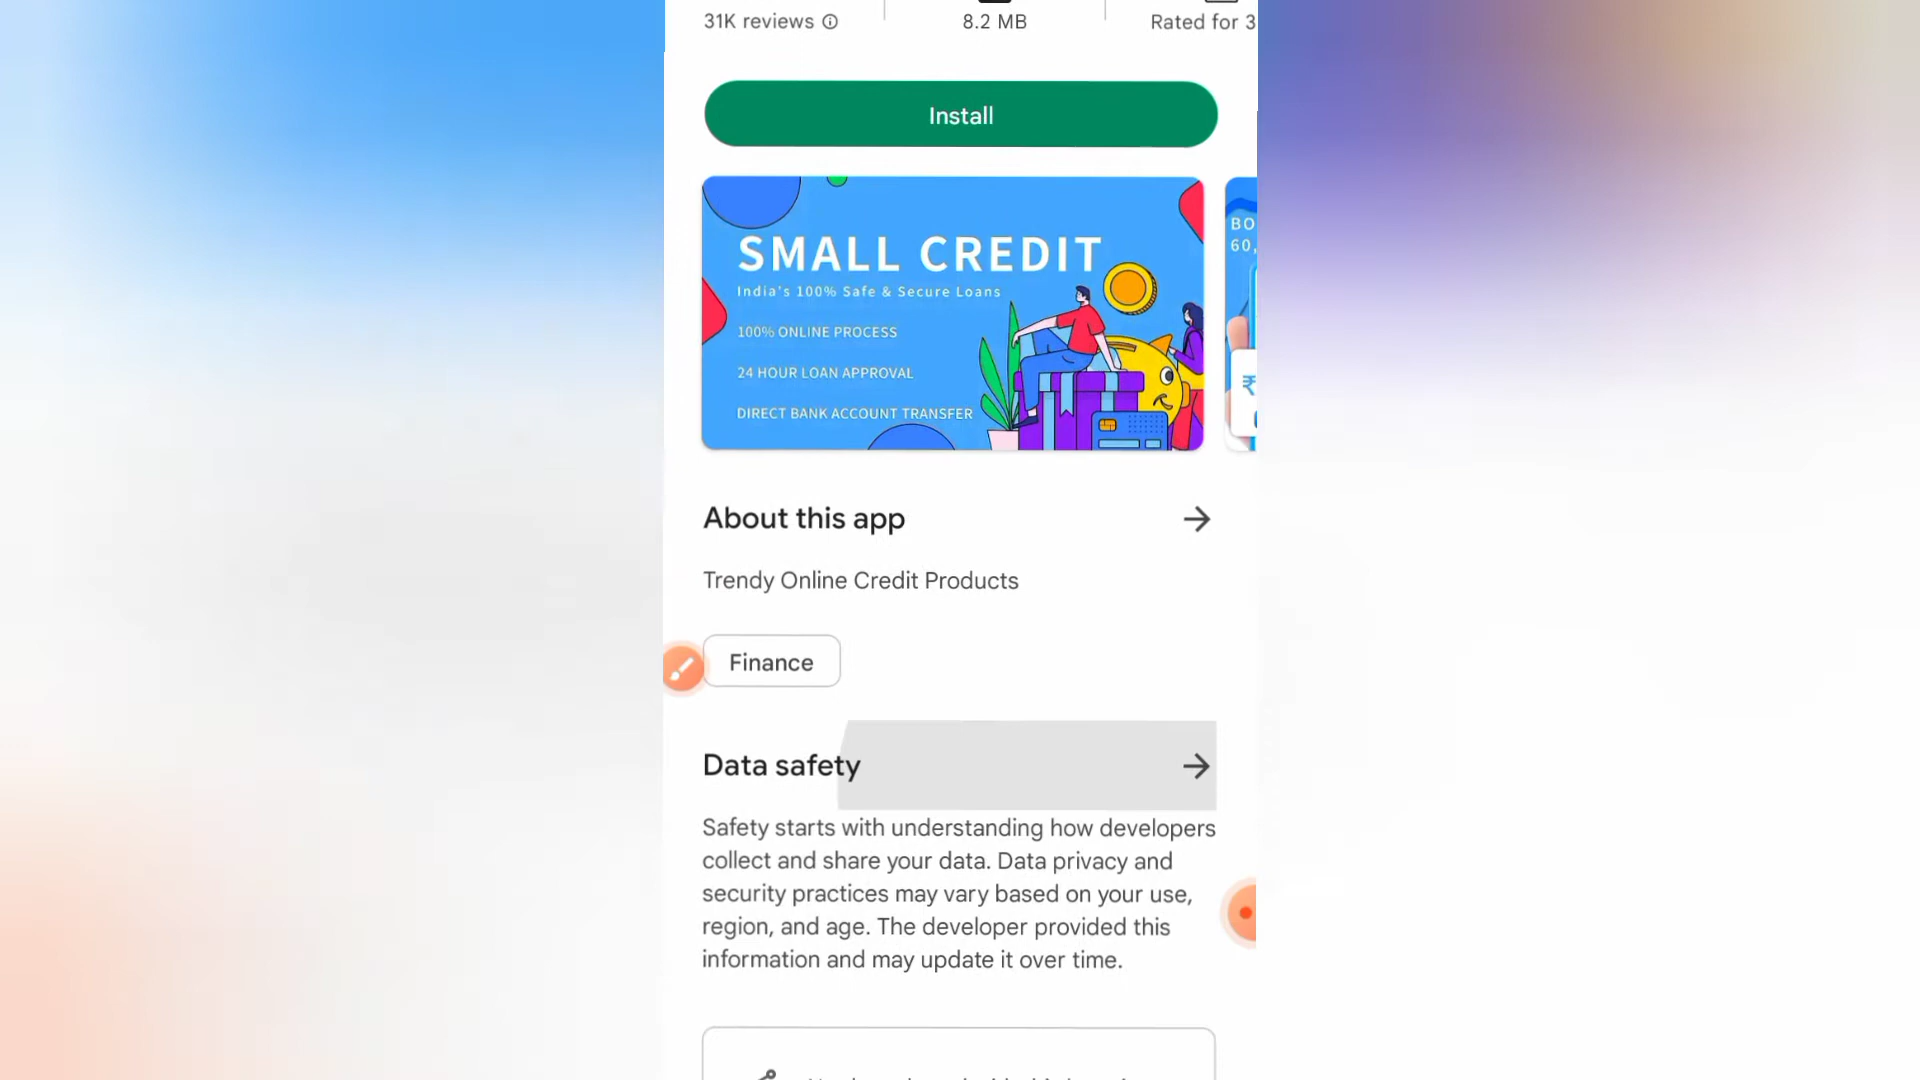 31K reviews
8.2 MB
Rated for 3
Install
SMALL CREDIT
India's 100% Safe & Secure Loans
100% ONLINE PROCESS
24 HOUR LOAN APPROVAL
DIRECT BANK ACCOUNT TRANSFER
BO
60,
₹
About this app
Trendy Online Credit Products
Finance
Data safety
Safety starts with understanding how developers
collect and share your data. Data privacy and
security practices may vary based on your use,
region, and age. The developer provided this
information and may update it over time.